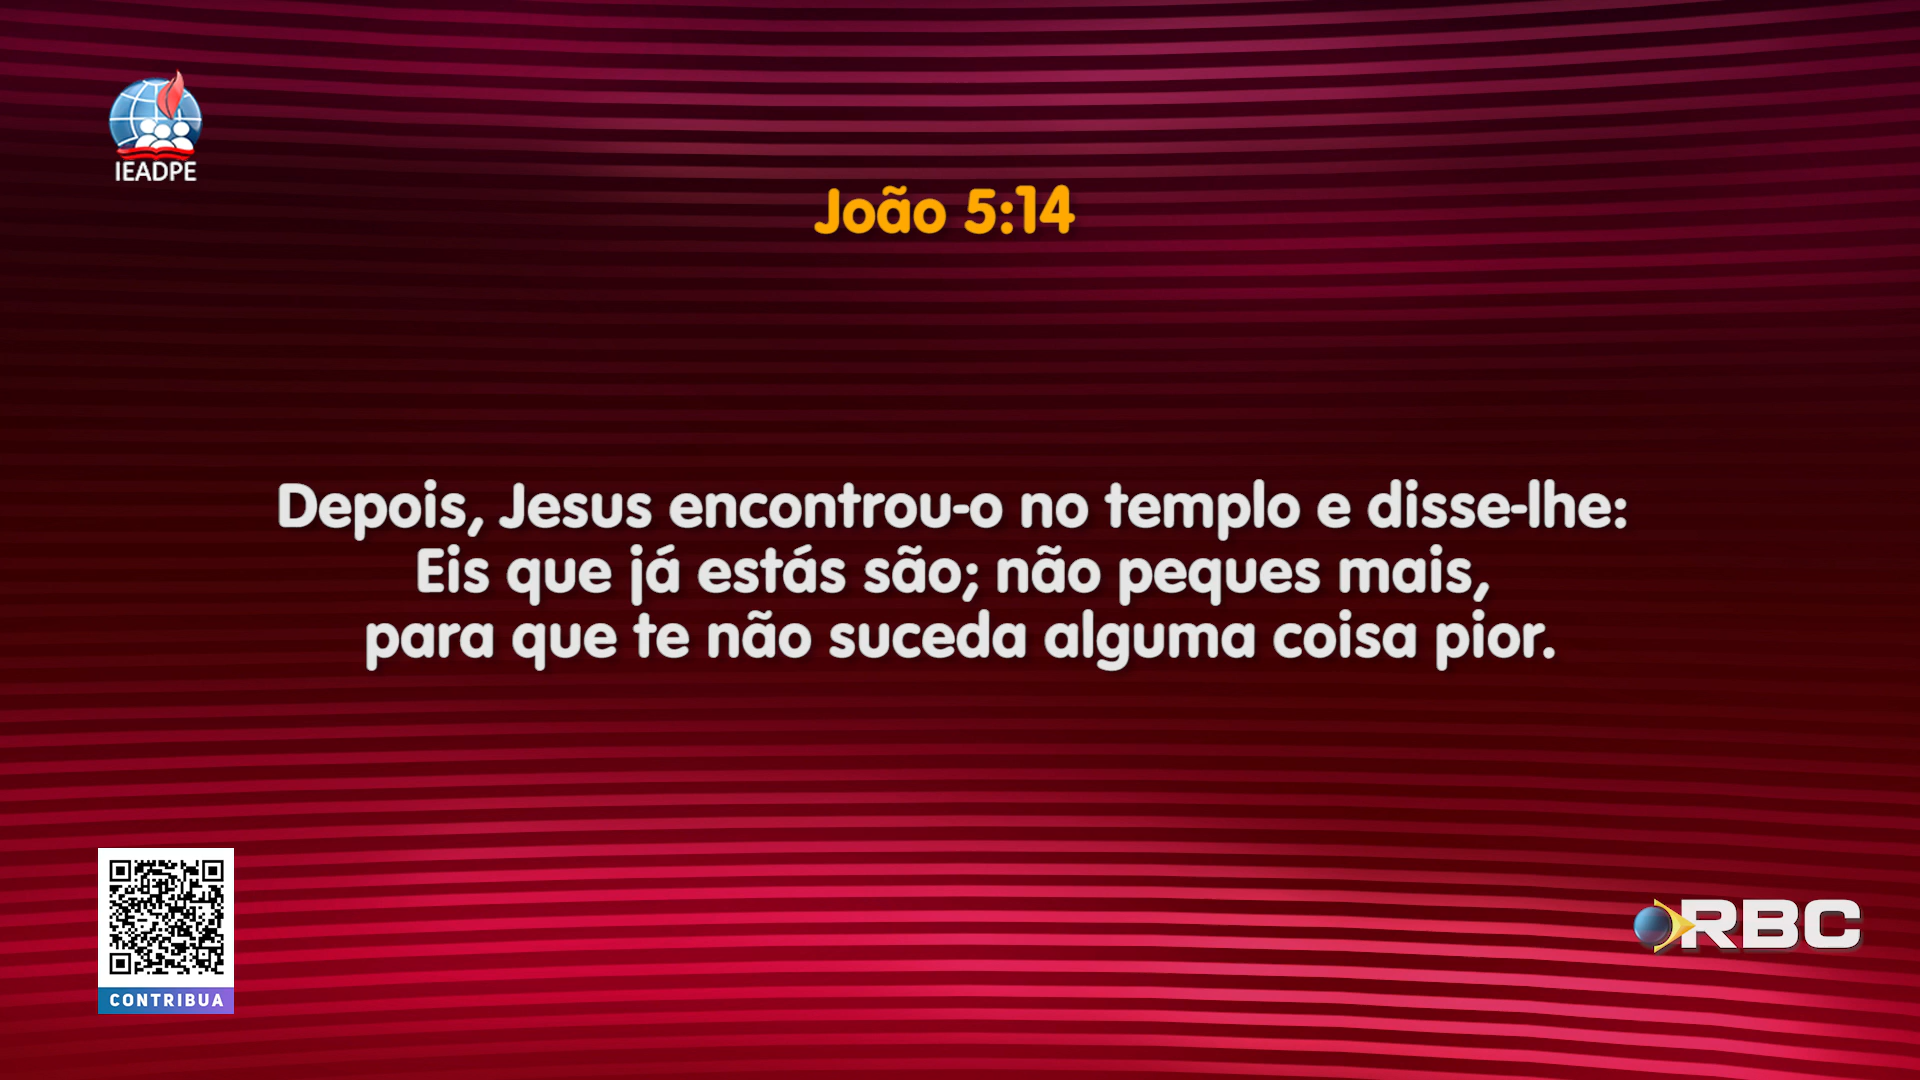 IEADPE
João 5:14
Depois, Jesus encontrou-o no templo e disse-lhe:
Eis que já estás são; não peques mais,
para que te não suceda alguma coisa pior.
RBC
CONTRIBUA